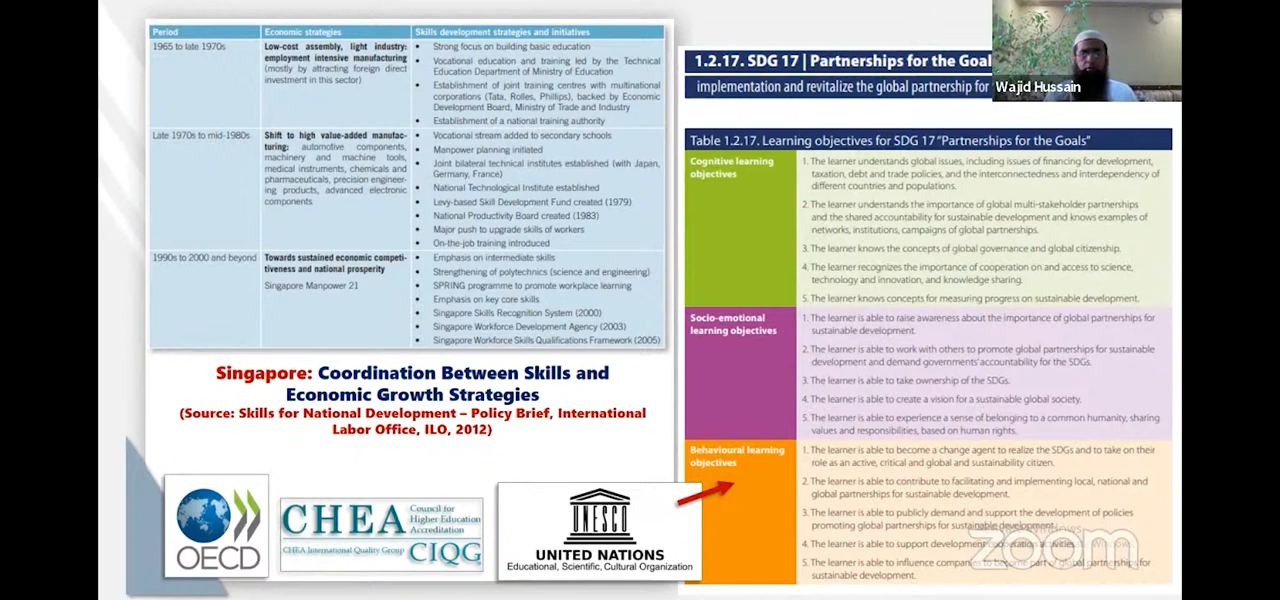 Period Economic strategies Skills development strategies and initiatives
1965 to late 1970s
Low-cost assembly, light industry:
employment intensive manufacturing
(mostly by attracting foreign direct
investment in this sector)
• Strong focus on building basic education
• Vocational education and training led by the Technical
Education Department of Ministry of Education
• Establishment of joint training centres with multinational
corporations (Tata, Rolles, Phillips), backed by Economic
Development Board, Ministry of Trade and Industry
• Establishment of a national training authority
Late 1970s to mid-1980s
Shift to high value-added manufac-
turing: automotive components,
machinery and machine tools,
medical instruments, chemicals and
pharmaceuticals, precision engineer-
ing products, advanced electronic
components
• Vocational stream added to secondary schools
• Manpower planning initiated
• Joint bilateral technical institutes established (with Japan,
Germany, France)
• National Technological Institute established
• Levy-based Skill Development Fund created (1979)
• National Productivity Board created (1983)
• Major push to upgrade skills of workers
• On-the-job training introduced
1990s to 2000 and beyond
Towards sustained economic competi-
tiveness and national prosperity
Singapore Manpower 21
• Emphasis on intermediate skills
• Strengthening of polytechnics (science and engineering)
• SPRING programme to promote workplace learning
• Emphasis on key core skills
• Singapore Skills Recognition System (2000)
• Singapore Workforce Development Agency (2003)
• Singapore Workforce Skills Qualifications Framework (2005)
Singapore: Coordination Between Skills and
Economic Growth Strategies
(Source: Skills for National Development – Policy Brief, International
Labor Office, ILO, 2012)
OECD
CHEA Council for
Higher Education
Accreditation
CHEA International Quality Group CIQG
UNESCO
UNITED NATIONS
Educational, Scientific, Cultural Organization
1.2.17. SDG 17 | Partnerships for the Goal
implementation and revitalize the global partnership for
Wajid Hussain
Table 1.2.17. Learning objectives for SDG 17 "Partnerships for the Goals"
Cognitive learning
objectives
1. The learner understands global issues, including issues of financing for development,
taxation, debt and trade policies, and the interconnectedness and interdependency of
different countries and populations.
2. The learner understands the importance of global multi-stakeholder partnerships
and the shared accountability for sustainable development and knows examples of
networks, institutions, campaigns of global partnerships.
3. The learner knows the concepts of global governance and global citizenship.
4. The learner recognizes the importance of cooperation on and access to science,
technology and innovation, and knowledge sharing.
5. The learner knows concepts for measuring progress on sustainable development.
Socio-emotional
learning objectives
1. The learner is able to raise awareness about the importance of global partnerships for
sustainable development.
2. The learner is able to work with others to promote global partnerships for sustainable
development and demand governments' accountability for the SDGs.
3. The learner is able to take ownership of the SDGs.
4. The learner is able to create a vision for a sustainable global society.
5. The learner is able to experience a sense of belonging to a common humanity, sharing
values and responsibilities, based on human rights.
Behavioural learning
objectives
1. The learner is able to become a change agent to realize the SDGs and to take on their
role as an active, critical and global and sustainability citizen.
2. The learner is able to contribute to facilitating and implementing local, national and
global partnerships for sustainable development.
3. The learner is able to publicly demand and support the development of policies
promoting global partnerships for sustainable development.
4. The learner is able to support development cooperation activities.
5. The learner is able to influence companies to become part of global partnerships for
sustainable development.
zoom